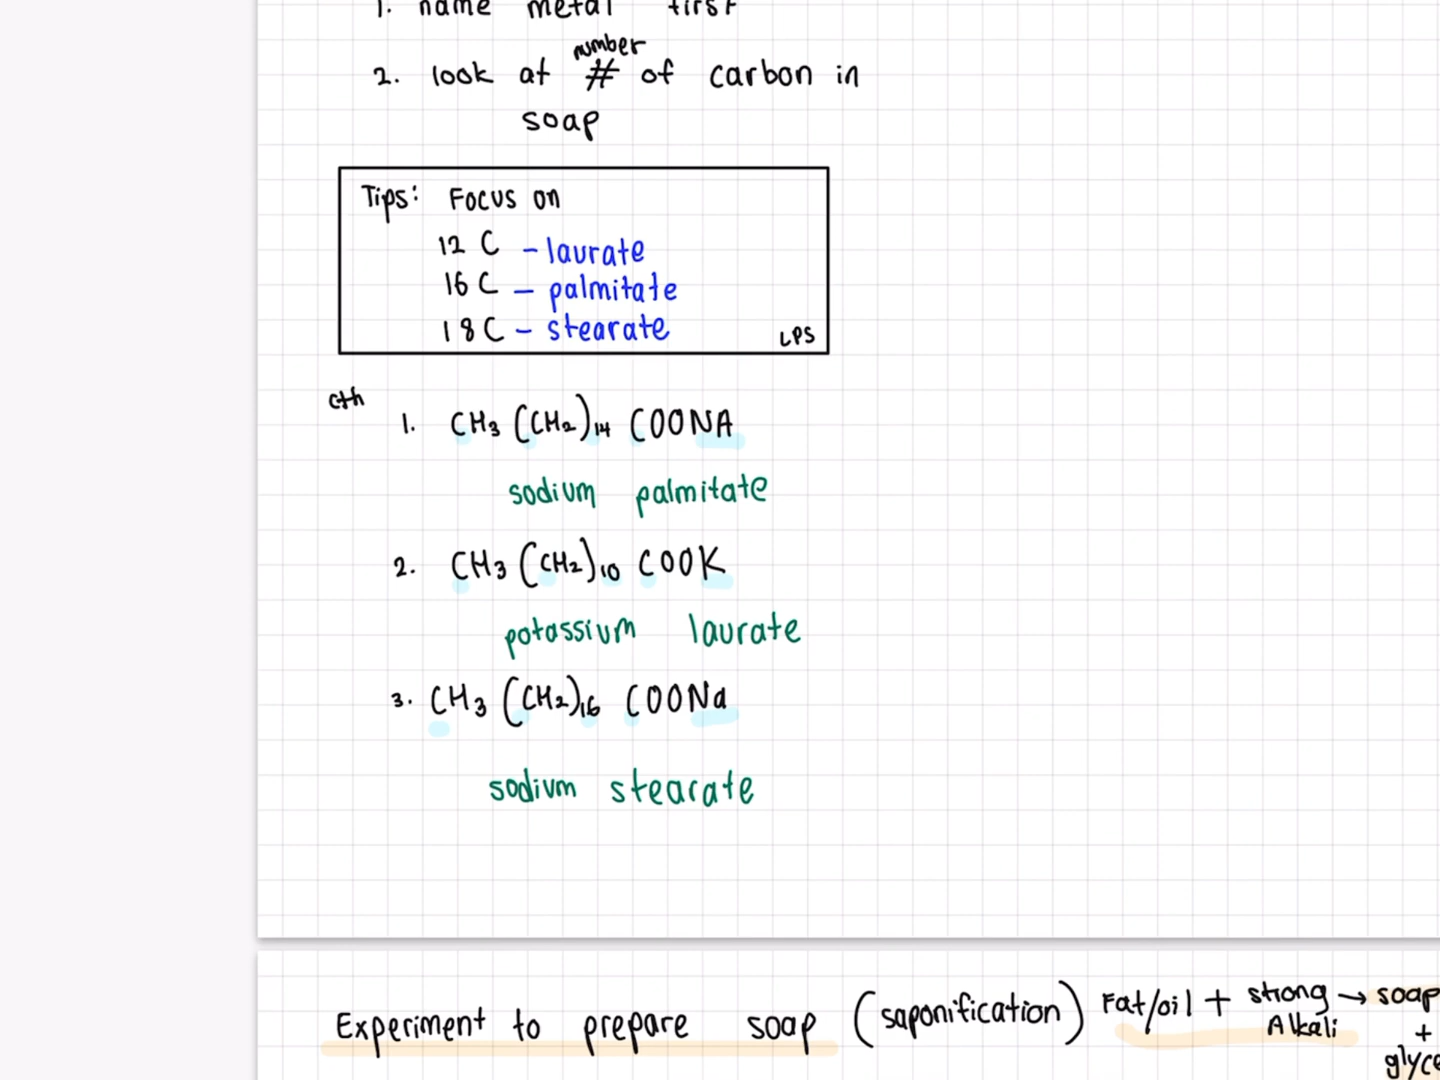 1. name metal first
number
2. look at # of carbon in
soap
Tips: Focus on
12 C - laurate
16 C - palmitate
18 C - stearate
LPS
cth
1. CH3 (CH2)14 COONA
sodium palmitate
2. CH3 (CH2)10 COOK
potassium laurate
3. CH3 (CH2)16 COONa
sodium stearate
Experiment to prepare soap (saponification) Fat/oil + strong → soap
Alkali +
glyce